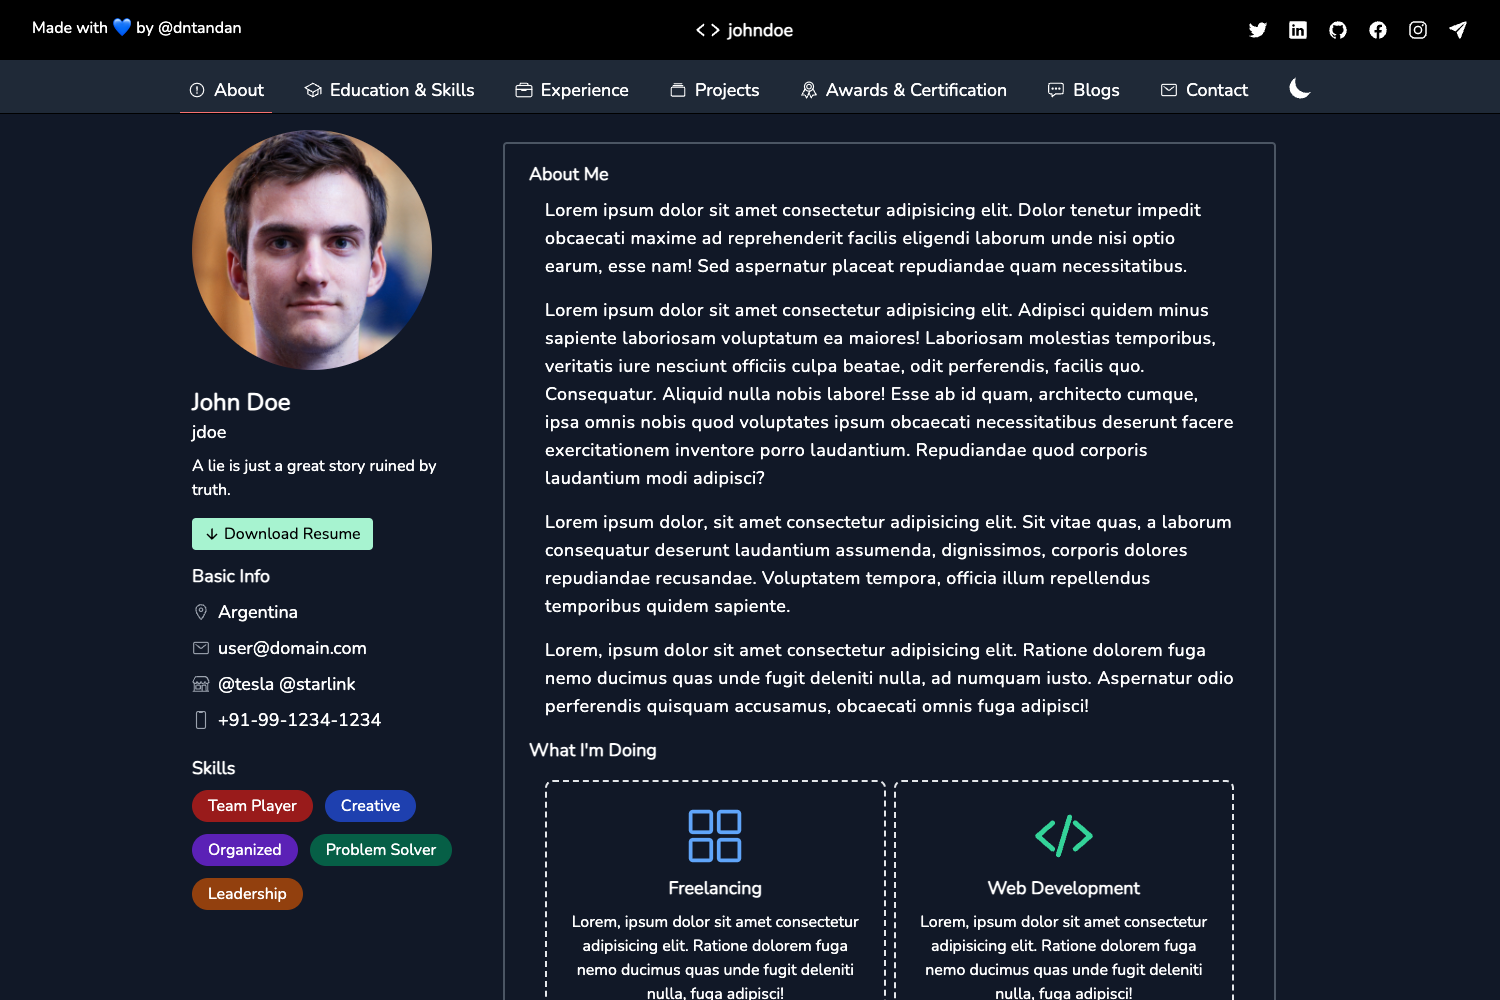 Made with 💙 by @dntandan
johndoe
About
Education & Skills
Experience
Projects
Awards & Certification
Blogs
Contact
John Doe
jdoe
A lie is just a great story ruined by
truth.
Download Resume
Basic Info
Argentina
user@domain.com
@tesla @starlink
+91-99-1234-1234
Skills
Team Player
Creative
Organized
Problem Solver
Leadership
About Me
Lorem ipsum dolor sit amet consectetur adipisicing elit. Dolor tenetur impedit
obcaecati maxime ad reprehenderit facilis eligendi laborum unde nisi optio
earum, esse nam! Sed aspernatur placeat repudiandae quam necessitatibus.
Lorem ipsum dolor sit amet consectetur adipisicing elit. Adipisci quidem minus
sapiente laboriosam voluptatum ea maiores! Laboriosam molestias temporibus,
veritatis iure nesciunt officiis culpa beatae, odit perferendis, facilis quo.
Consequatur. Aliquid nulla nobis labore! Esse ab id quam, architecto cumque,
ipsa omnis nobis quod voluptates ipsum obcaecati necessitatibus deserunt facere
exercitationem inventore porro laudantium. Repudiandae quod corporis
laudantium modi adipisci?
Lorem ipsum dolor, sit amet consectetur adipisicing elit. Sit vitae quas, a laborum
consequatur deserunt laudantium assumenda, dignissimos, corporis dolores
repudiandae recusandae. Voluptatem tempora, officia illum repellendus
temporibus quidem sapiente.
Lorem, ipsum dolor sit amet consectetur adipisicing elit. Ratione dolorem fuga
nemo ducimus quas unde fugit deleniti nulla, ad numquam iusto. Aspernatur odio
perferendis quisquam accusamus, obcaecati omnis fuga adipisci!
What I'm Doing
Freelancing
Lorem, ipsum dolor sit amet consectetur
adipisicing elit. Ratione dolorem fuga
nemo ducimus quas unde fugit deleniti
nulla, fuga adipisci!
Web Development
Lorem, ipsum dolor sit amet consectetur
adipisicing elit. Ratione dolorem fuga
nemo ducimus quas unde fugit deleniti
nulla, fuga adipisci!